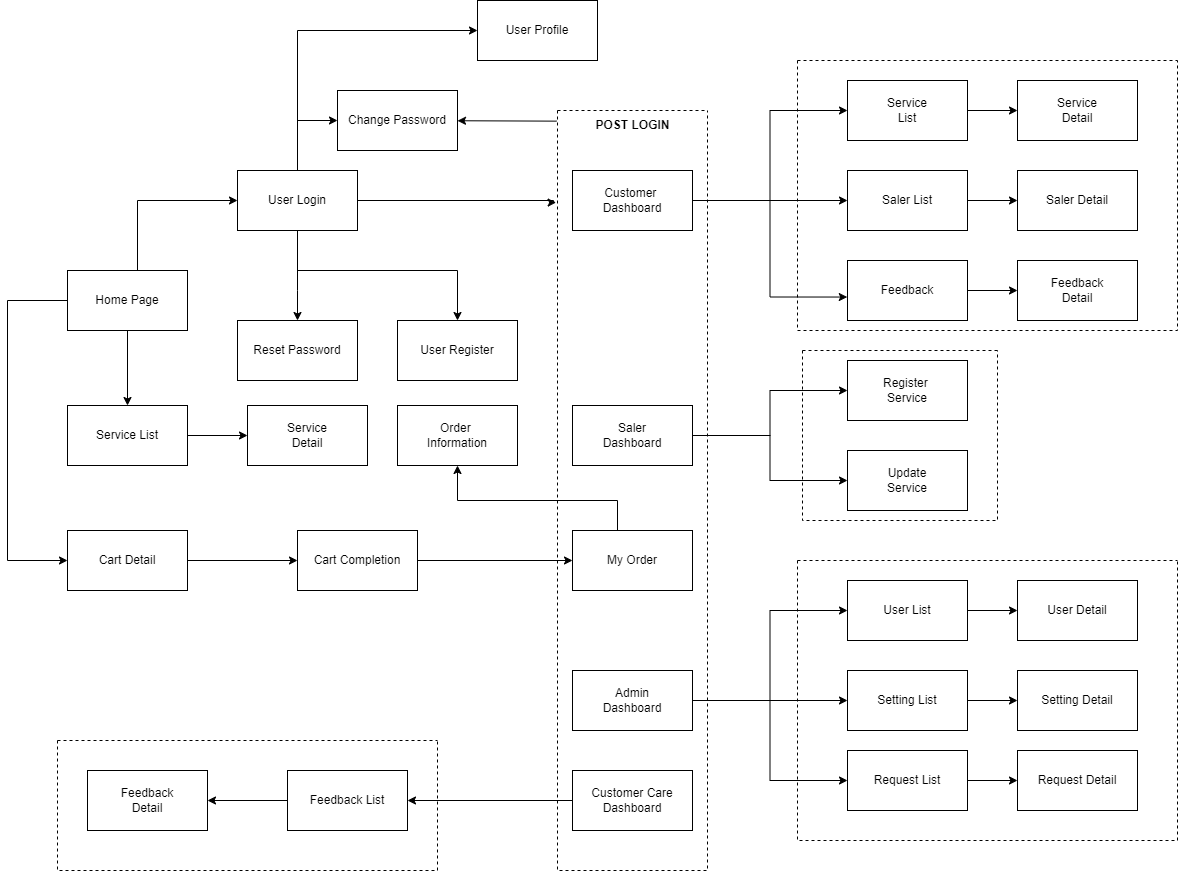 User Profile
Change Password
POST LOGIN
Service
List
Service
Detail
User Login
Customer
Dashboard
Saler List
Saler Detail
Home Page
Feedback
Feedback
Detail
Reset Password
User Register
Register
Service
Service List
Service
Detail
Order
Information
Saler
Dashboard
Update
Service
Cart Detail
Cart Completion
My Order
User List
User Detail
Admin
Dashboard
Setting List
Setting Detail
Feedback
Detail
Feedback List
Customer Care
Dashboard
Request List
Request Detail